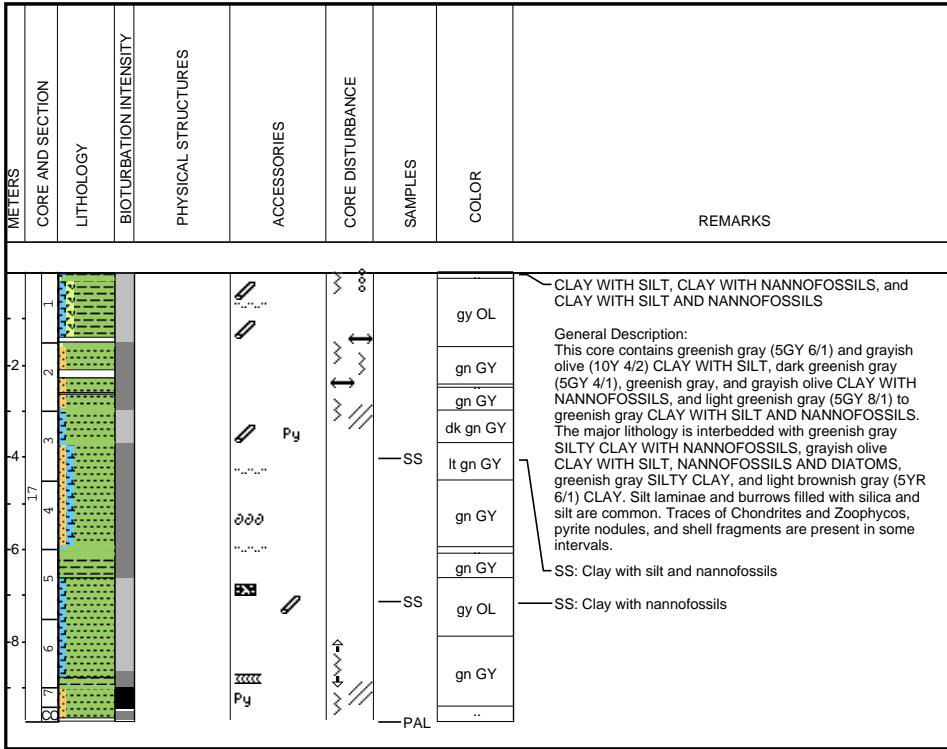 METERS
CORE AND SECTION
LITHOLOGY
BIOTURBATION INTENSITY
PHYSICAL STRUCTURES
ACCESSORIES
CORE DISTURBANCE
SAMPLES
COLOR
REMARKS
2
4
6
8
17
1
2
3
4
5
6
7
CC
Py
Py
SS
SS
PAL
..
gy OL
gn GY
..
gn GY
dk gn GY
lt gn GY
gn GY
..
gn GY
gy OL
gn GY
..
CLAY WITH SILT, CLAY WITH NANNOFOSSILS, and
CLAY WITH SILT AND NANNOFOSSILS
General Description:
This core contains greenish gray (5GY 6/1) and grayish
olive (10Y 4/2) CLAY WITH SILT, dark greenish gray
(5GY 4/1), greenish gray, and grayish olive CLAY WITH
NANNOFOSSILS, and light greenish gray (5GY 8/1) to
greenish gray CLAY WITH SILT AND NANNOFOSSILS.
The major lithology is interbedded with greenish gray
SILTY CLAY WITH NANNOFOSSILS, grayish olive
CLAY WITH SILT, NANNOFOSSILS AND DIATOMS,
greenish gray SILTY CLAY, and light brownish gray (5YR
6/1) CLAY. Silt laminae and burrows filled with silica and
silt are common. Traces of Chondrites and Zoophycos,
pyrite nodules, and shell fragments are present in some
intervals.
SS: Clay with silt and nannofossils
SS: Clay with nannofossils